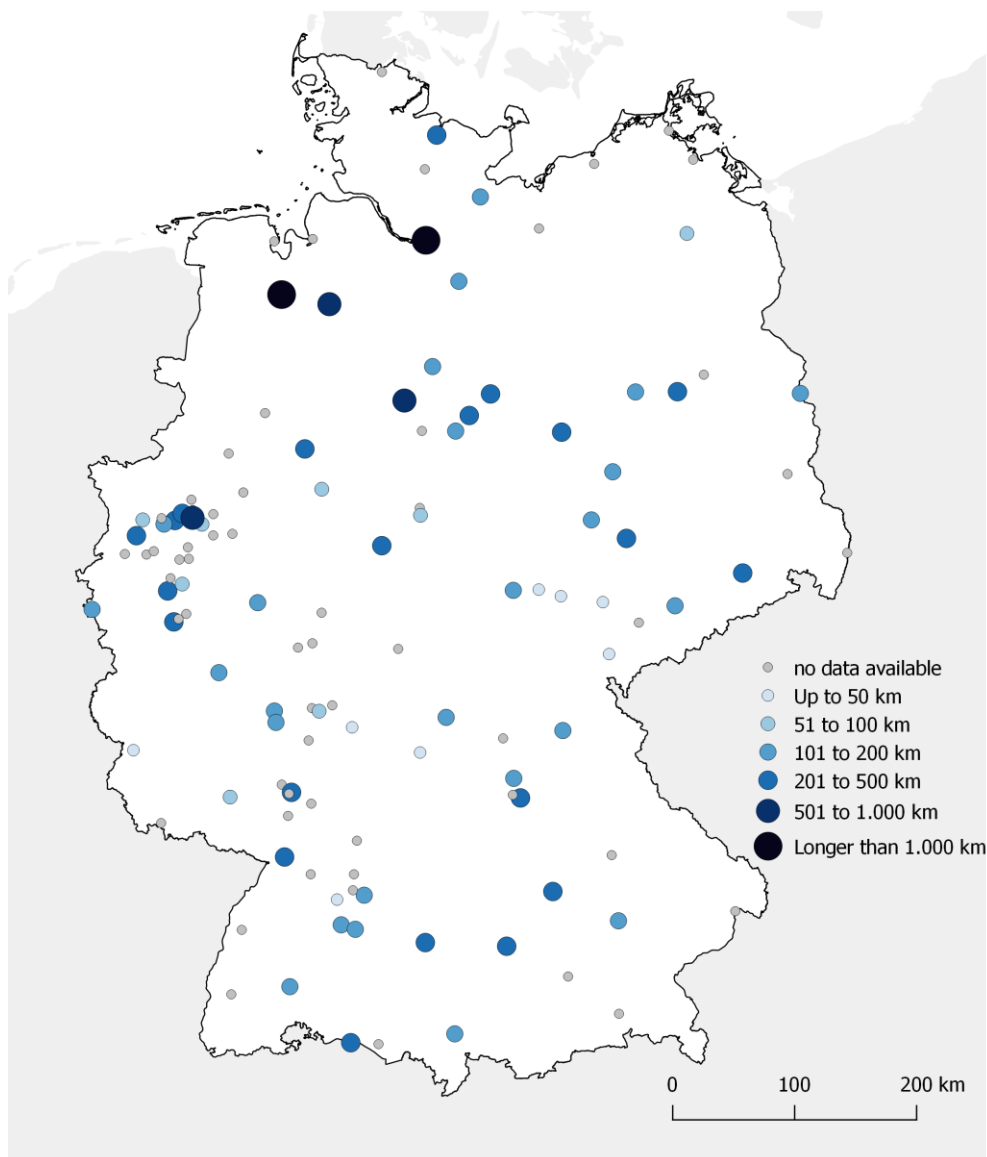 no data available
Up to 50 km
51 to 100 km
101 to 200 km
201 to 500 km
501 to 1.000 km
Longer than 1.000 km
0 100 200 km